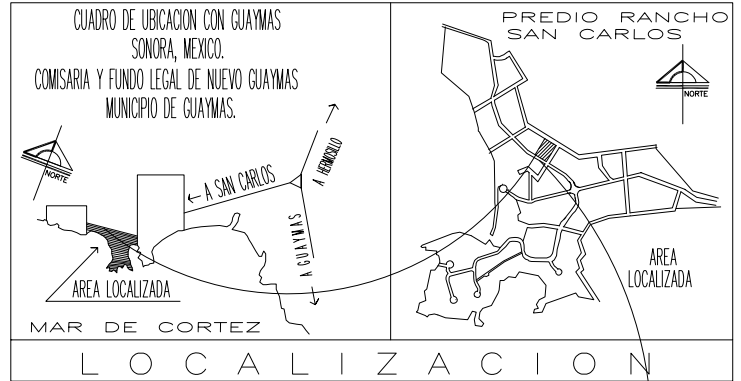 CUADRO DE UBICACION CON GUAYMAS
SONORA, MEXICO.
COMISARIA Y FUNDO LEGAL DE NUEVO GUAYMAS
MUNICIPIO DE GUAYMAS.
NORTE
A SAN CARLOS
A HERMOSILLO
A GUAYMAS
AREA LOCALIZADA
MAR DE CORTEZ
PREDIO RANCHO
SAN CARLOS
NORTE
AREA
LOCALIZADA
LOCALIZACION